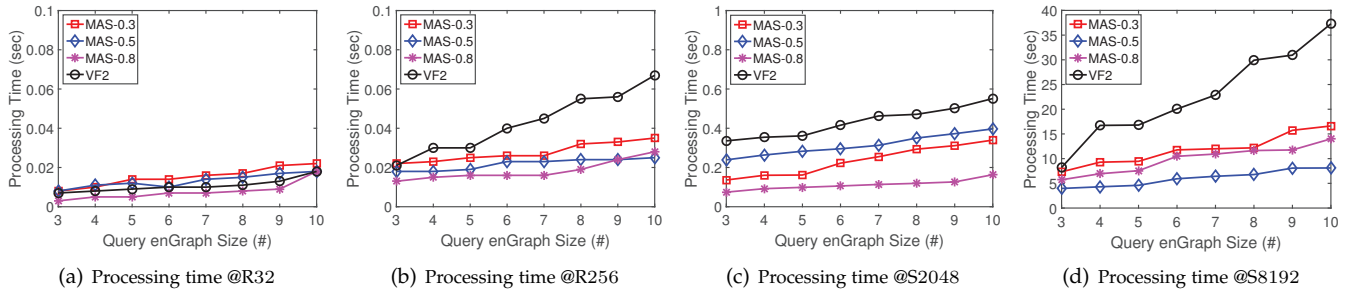 0.1
0.08
0.06
0.04
0.02
0
Processing Time (sec)
MAS-0.3
MAS-0.5
MAS-0.8
VF2
3 4 5 6 7 8 9 10
Query enGraph Size (#)
(a) Processing time @R32
0.1
0.08
0.06
0.04
0.02
0
Processing Time (sec)
MAS-0.3
MAS-0.5
MAS-0.8
VF2
3 4 5 6 7 8 9 10
Query enGraph Size (#)
(b) Processing time @R256
1
0.8
0.6
0.4
0.2
0
Processing Time (sec)
MAS-0.3
MAS-0.5
MAS-0.8
VF2
3 4 5 6 7 8 9 10
Query enGraph Size (#)
(c) Processing time @S2048
40
35
30
25
20
15
10
5
0
Processing Time (sec)
MAS-0.3
MAS-0.5
MAS-0.8
VF2
3 4 5 6 7 8 9 10
Query enGraph Size (#)
(d) Processing time @S8192